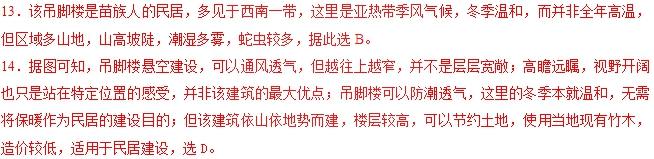 13．该吊脚楼是苗族人的民居，多见于西南一带，这里是亚热带季风气候，冬季温和，而并非全年高温，
但区域多山地，山高坡陡，潮湿多雾，蛇虫较多，据此选 B。
14．据图可知，吊脚楼悬空建设，可以通风透气，但越往上越窄，并不是层层宽敞；高瞻远瞩，视野开阔
也只是站在特定位置的感受，并非该建筑的最大优点；吊脚楼可以防潮透气，这里的冬季本就温和，无需
将保暖作为民居的建设目的；但该建筑依山依地势而建，楼层较高，可以节约土地，使用当地现有竹木，
造价较低，适用于民居建设，选 D。